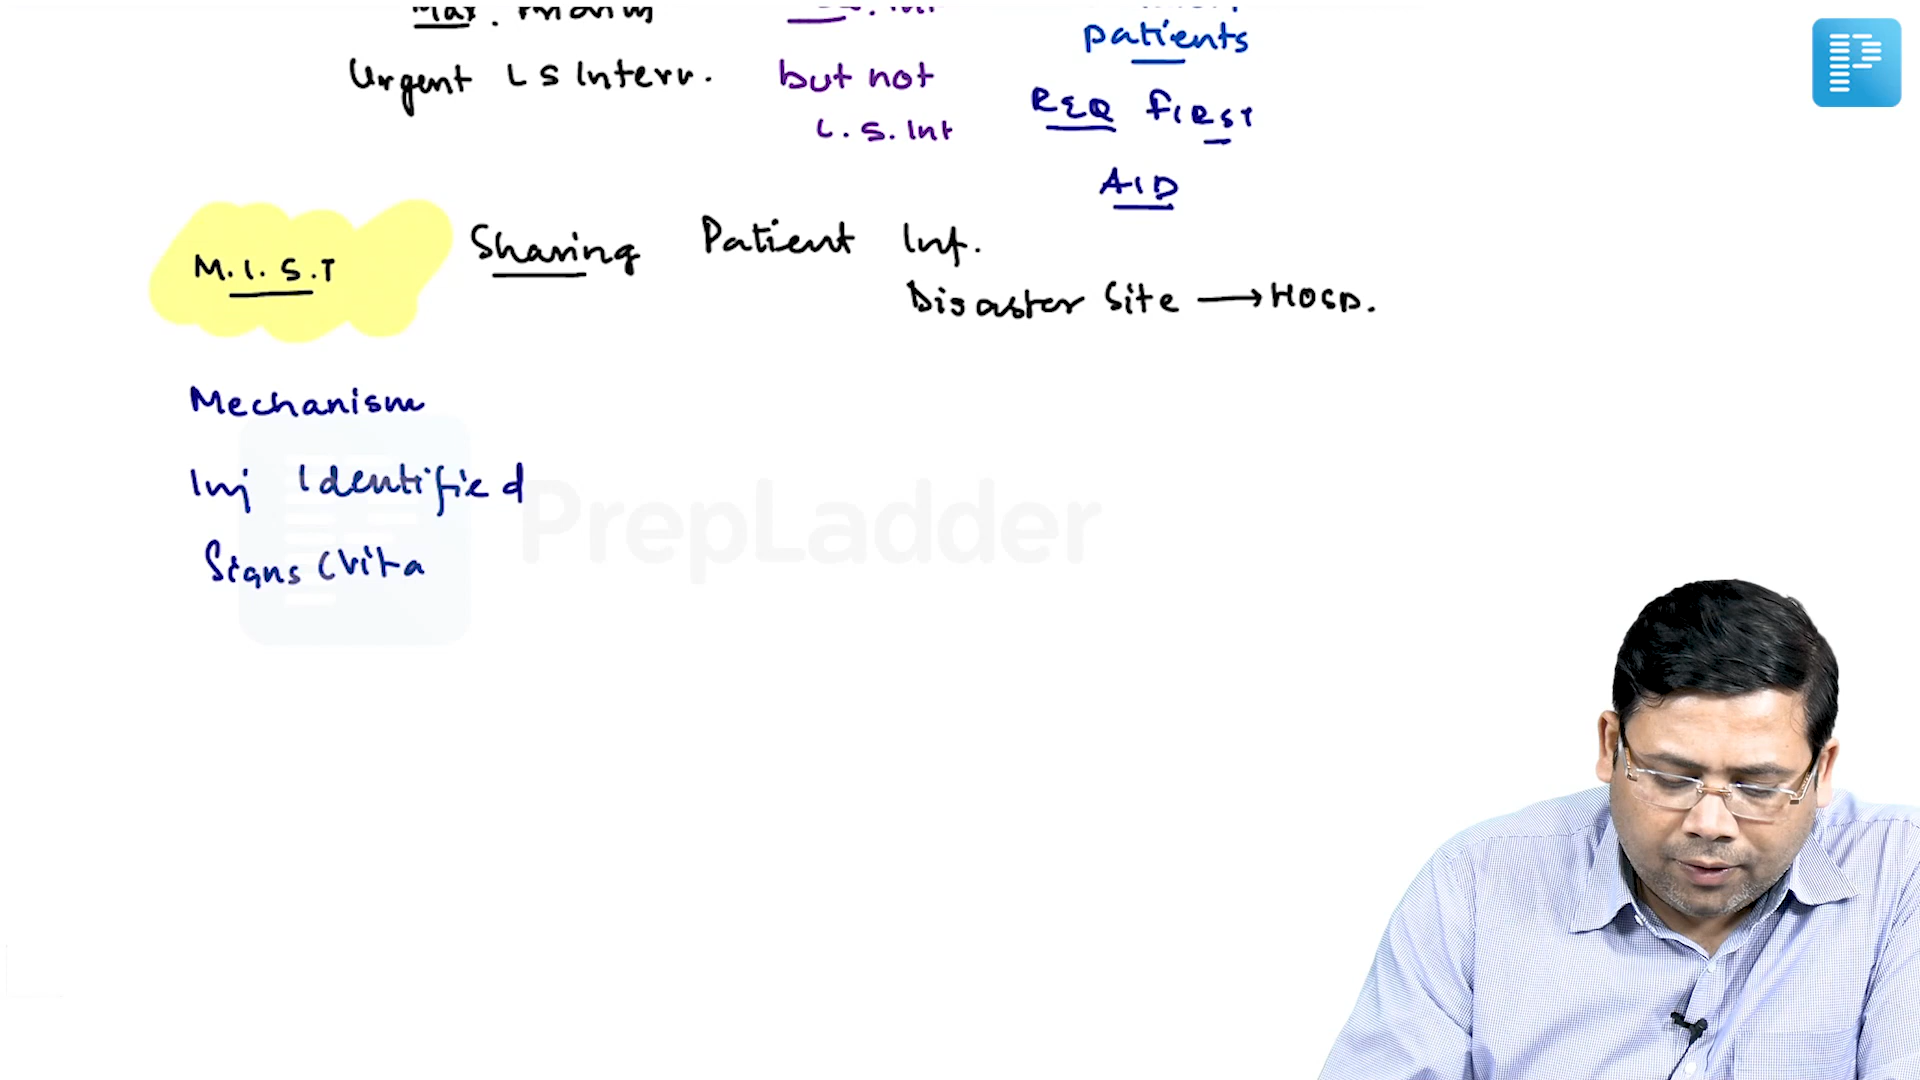 Urgent LS Interv.
but not
L.S. Int
patients
REQ FIRST
AID
M.I.S.T
Sharing Patient Inf.
Disaster Site → HOSP.
Mechanism
Inj Identified
Signs (Vita
PrepLadder